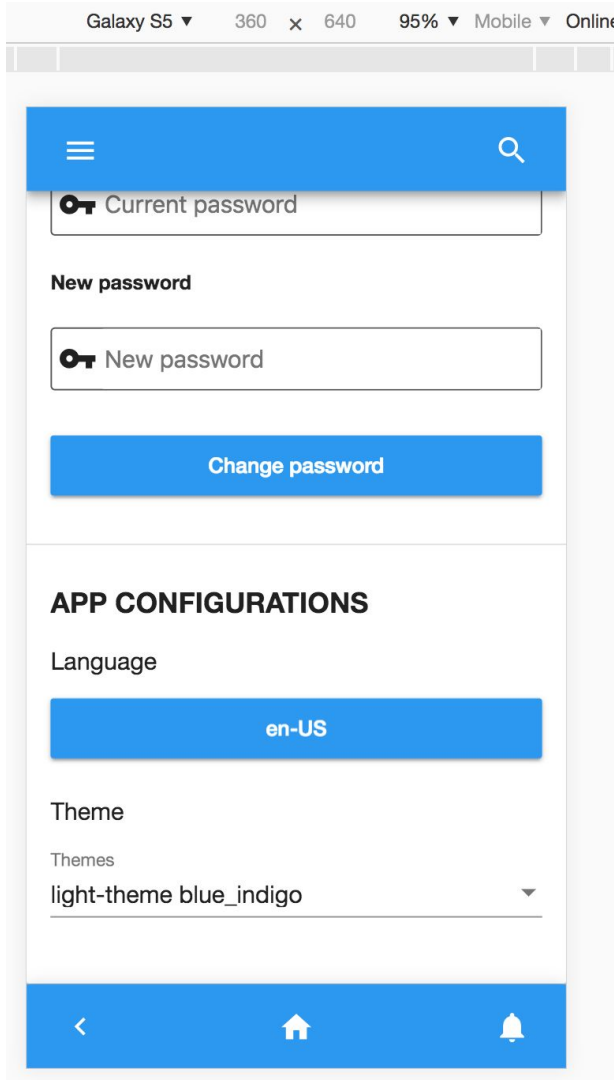 Galaxy S5 ▼ 360 × 640 95% ▼ Mobile ▼ Online
Current password
New password
New password
Change password
APP CONFIGURATIONS
Language
en-US
Theme
Themes
light-theme blue_indigo